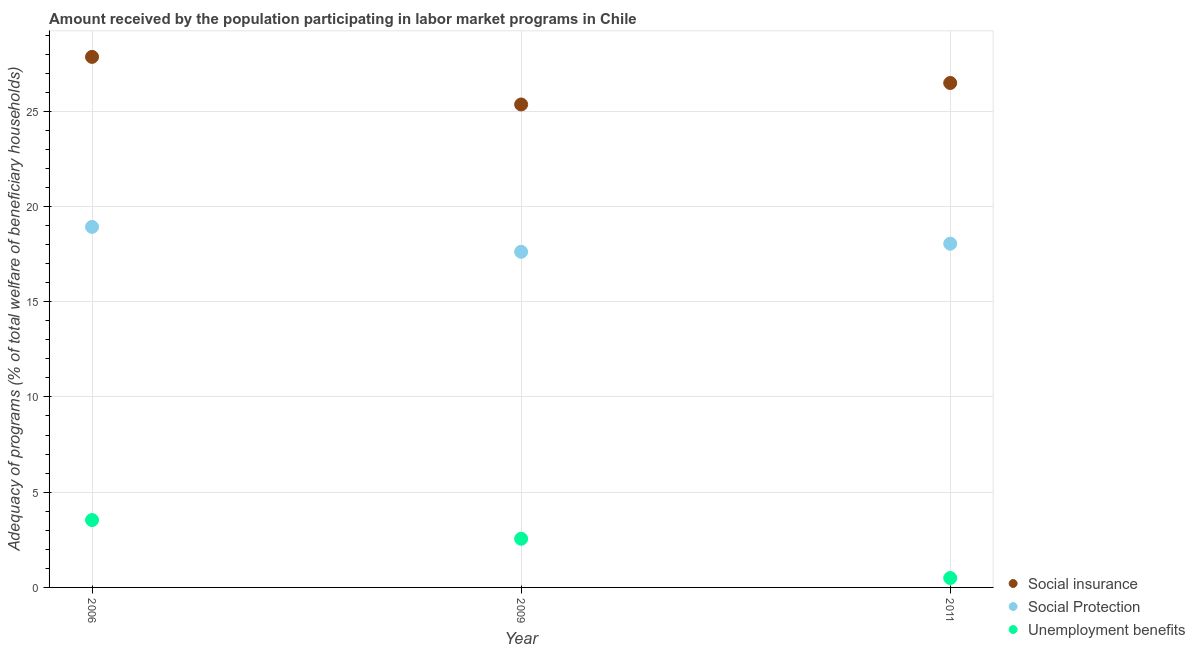 Amount received by the population participating in labor market programs in Chile
Adequacy of programs (% of total welfare of beneficiary households)
25
20
15
10
5
0
2006
2009
2011
Year
Social insurance
Social Protection
Unemployment benefits